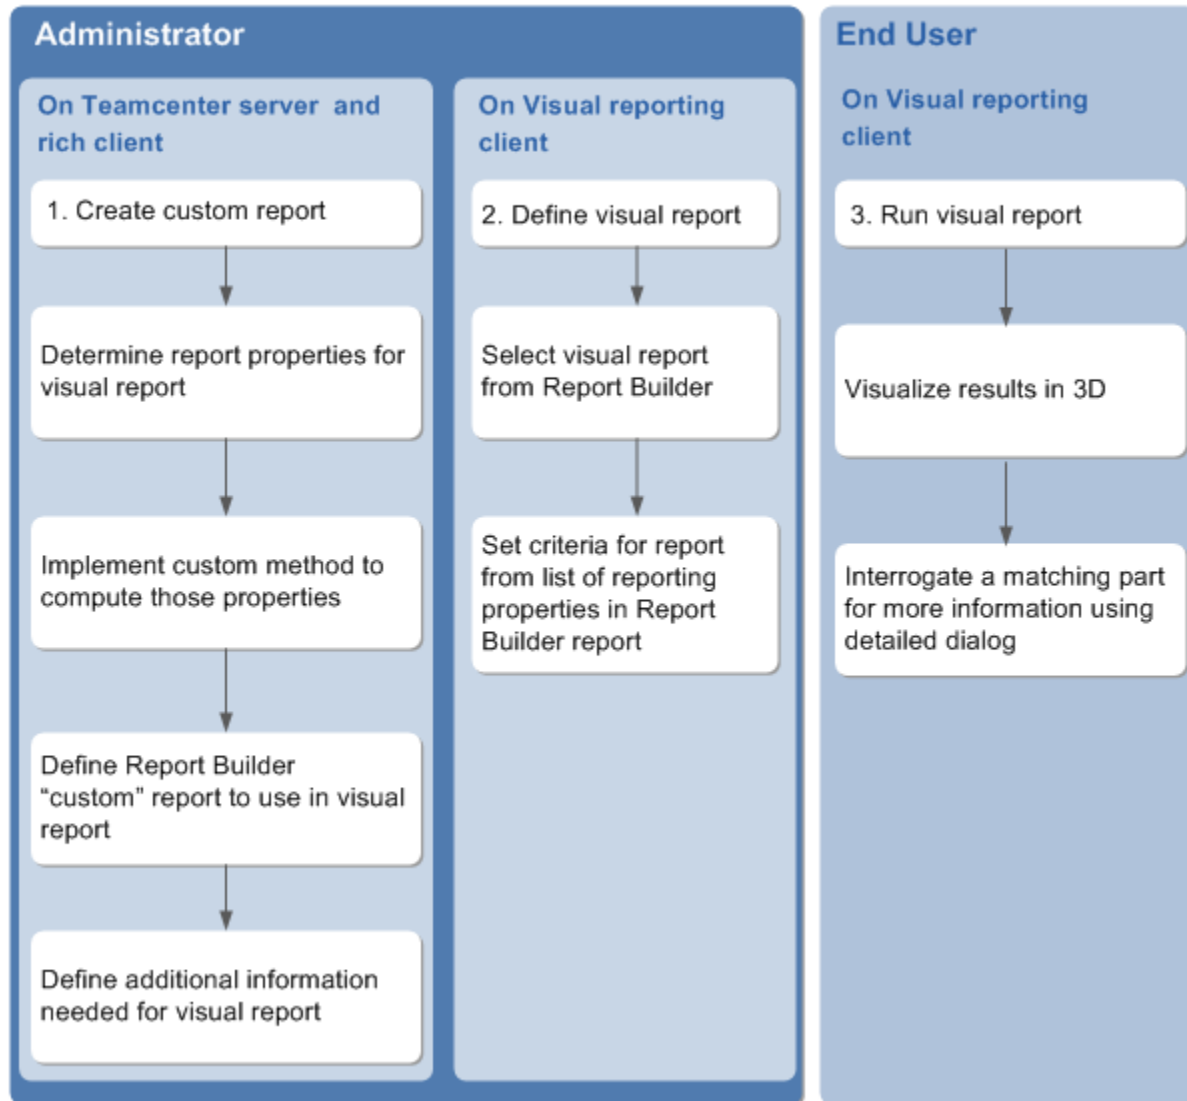 Administrator
On Teamcenter server and
rich client
1. Create custom report
Determine report properties for
visual report
Implement custom method to
compute those properties
Define Report Builder
“custom” report to use in visual
report
Define additional information
needed for visual report
On Visual reporting
client
2. Define visual report
Select visual report
from Report Builder
Set criteria for report
from list of reporting
properties in Report
Builder report
End User
On Visual reporting
client
3. Run visual report
Visualize results in 3D
Interrogate a matching part
for more information using
detailed dialog